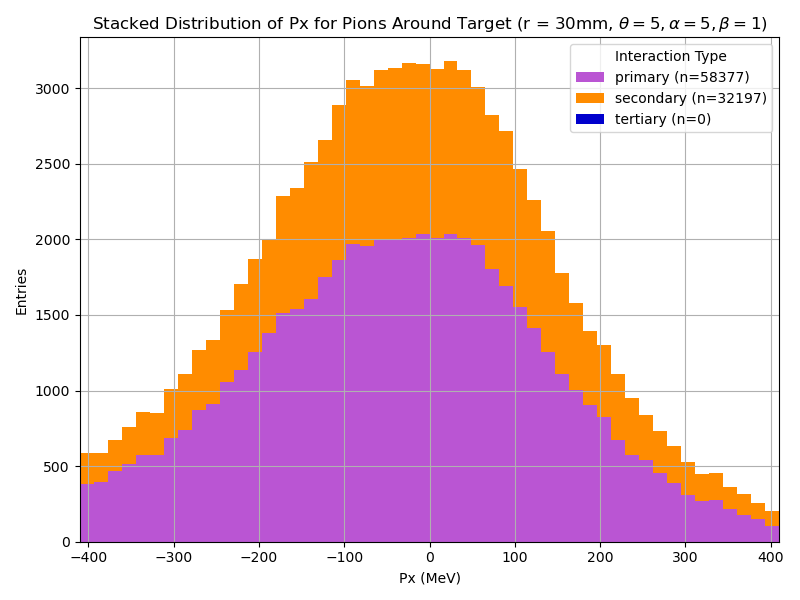 Stacked Distribution of Px for Pions Around Target (r = 30mm, θ = 5, α = 5, β = 1)
Interaction Type
primary (n=58377)
secondary (n=32197)
tertiary (n=0)
Entries
3000
2500
2000
1500
1000
500
0
−400 −300 −200 −100 0 100 200 300 400
Px (MeV)